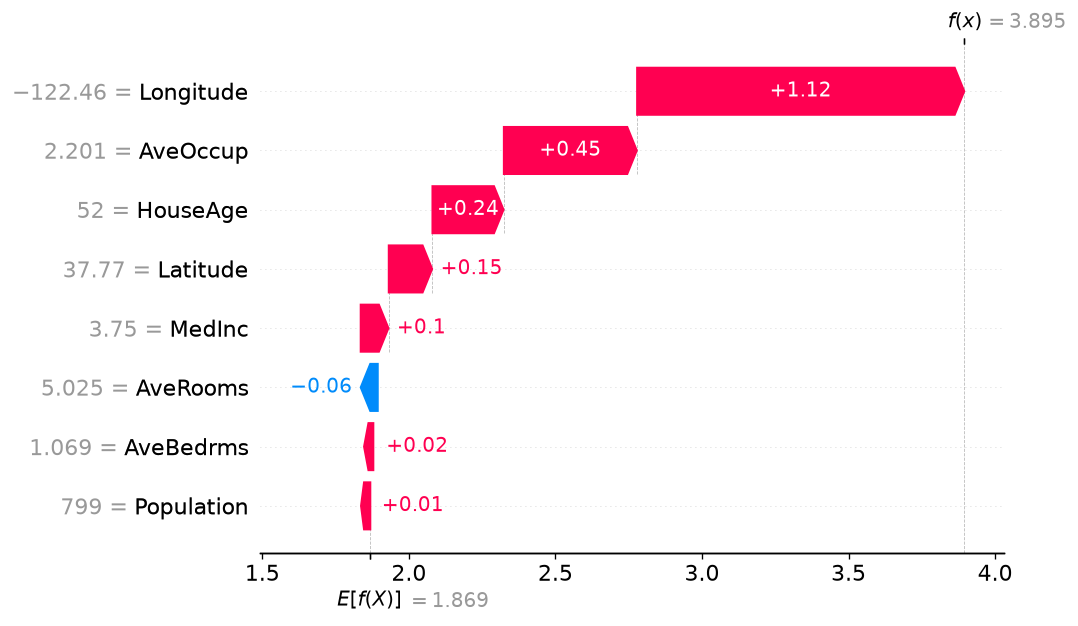 f(x) = 3.895
−122.46 = Longitude
+1.12
2.201 = AveOccup
+0.45
52 = HouseAge
+0.24
37.77 = Latitude
+0.15
3.75 = MedInc
+0.1
5.025 = AveRooms
−0.06
1.069 = AveBedrms
+0.02
799 = Population
+0.01
1.5 2.0 2.5 3.0 3.5 4.0
E[f(X)] = 1.869